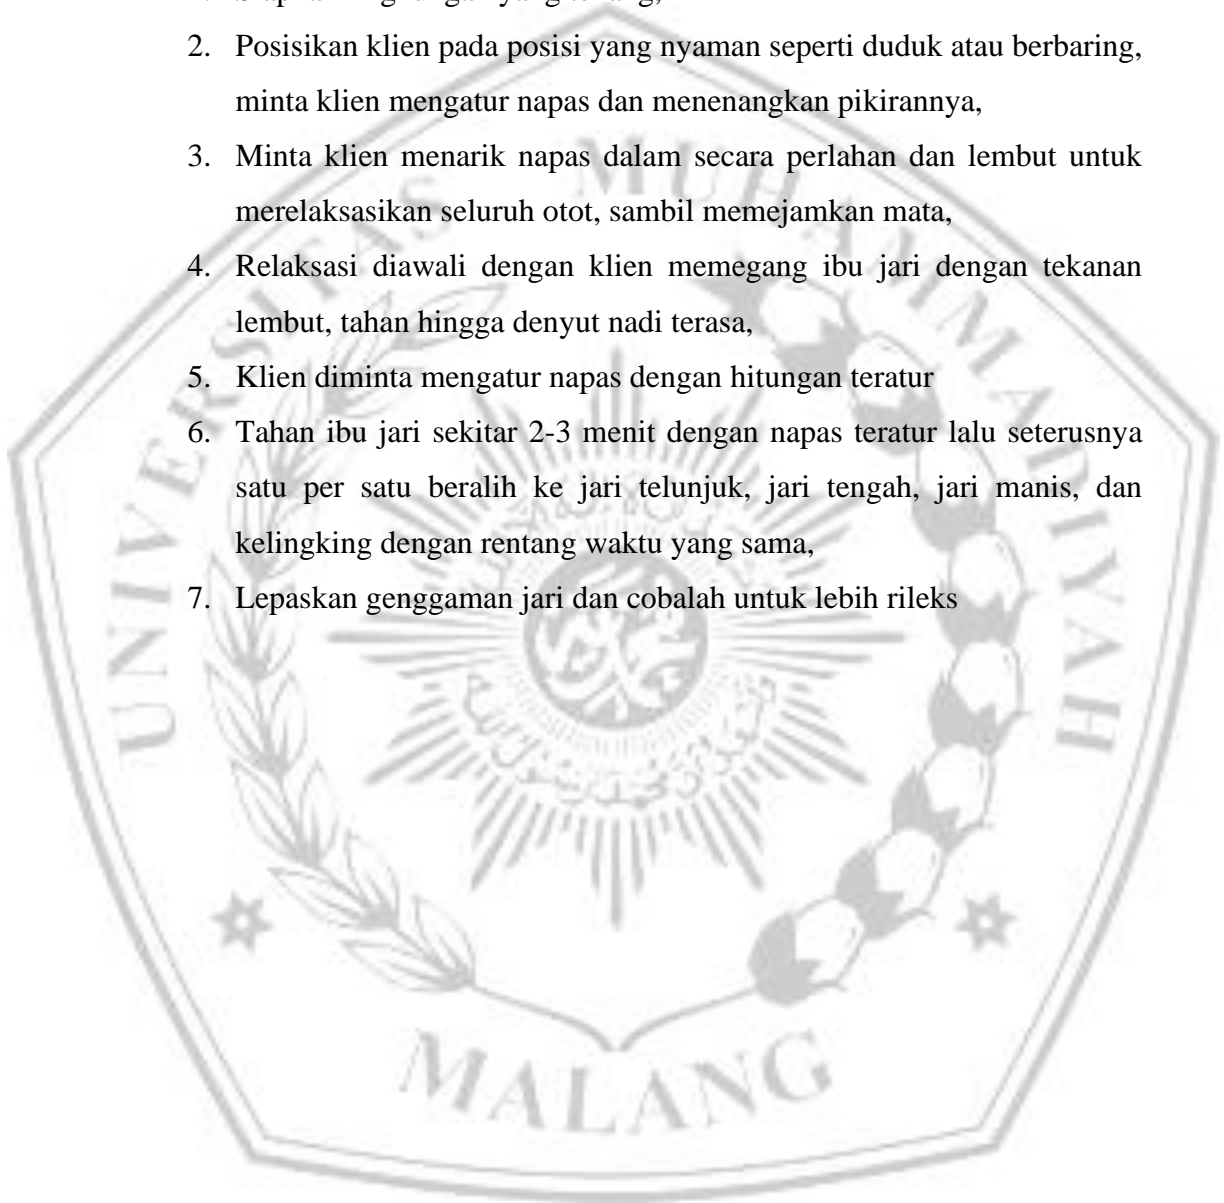 2. Posisikan klien pada posisi yang nyaman seperti duduk atau berbaring,
minta klien mengatur napas dan menenangkan pikirannya,
3. Minta klien menarik napas dalam secara perlahan dan lembut untuk
merelaksasikan seluruh otot, sambil memejamkan mata,
4. Relaksasi diawali dengan klien memegang ibu jari dengan tekanan
lembut, tahan hingga denyut nadi terasa,
5. Klien diminta mengatur napas dengan hitungan teratur
6. Tahan ibu jari sekitar 2-3 menit dengan napas teratur lalu seterusnya
satu per satu beralih ke jari telunjuk, jari tengah, jari manis, dan
kelingking dengan rentang waktu yang sama,
7. Lepaskan genggaman jari dan cobalah untuk lebih rileks
UNIVERSITAS MUHAMMADIYAH
MALANG